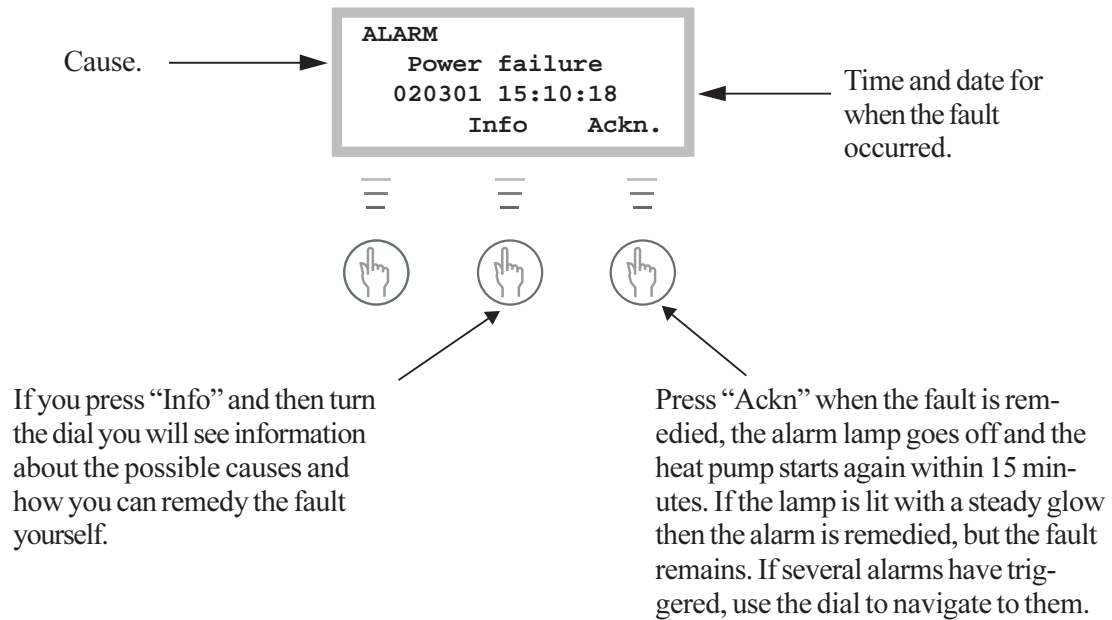 ALARM
Power failure
020301 15:10:18
Info Ackn.
Cause.
Time and date for
when the fault
occurred.
If you press “Info” and then turn
the dial you will see information
about the possible causes and
how you can remedy the fault
yourself.
Press “Ackn” when the fault is rem-
edied, the alarm lamp goes off and the
heat pump starts again within 15 min-
utes. If the lamp is lit with a steady glow
then the alarm is remedied, but the fault
remains. If several alarms have trig-
gered, use the dial to navigate to them.